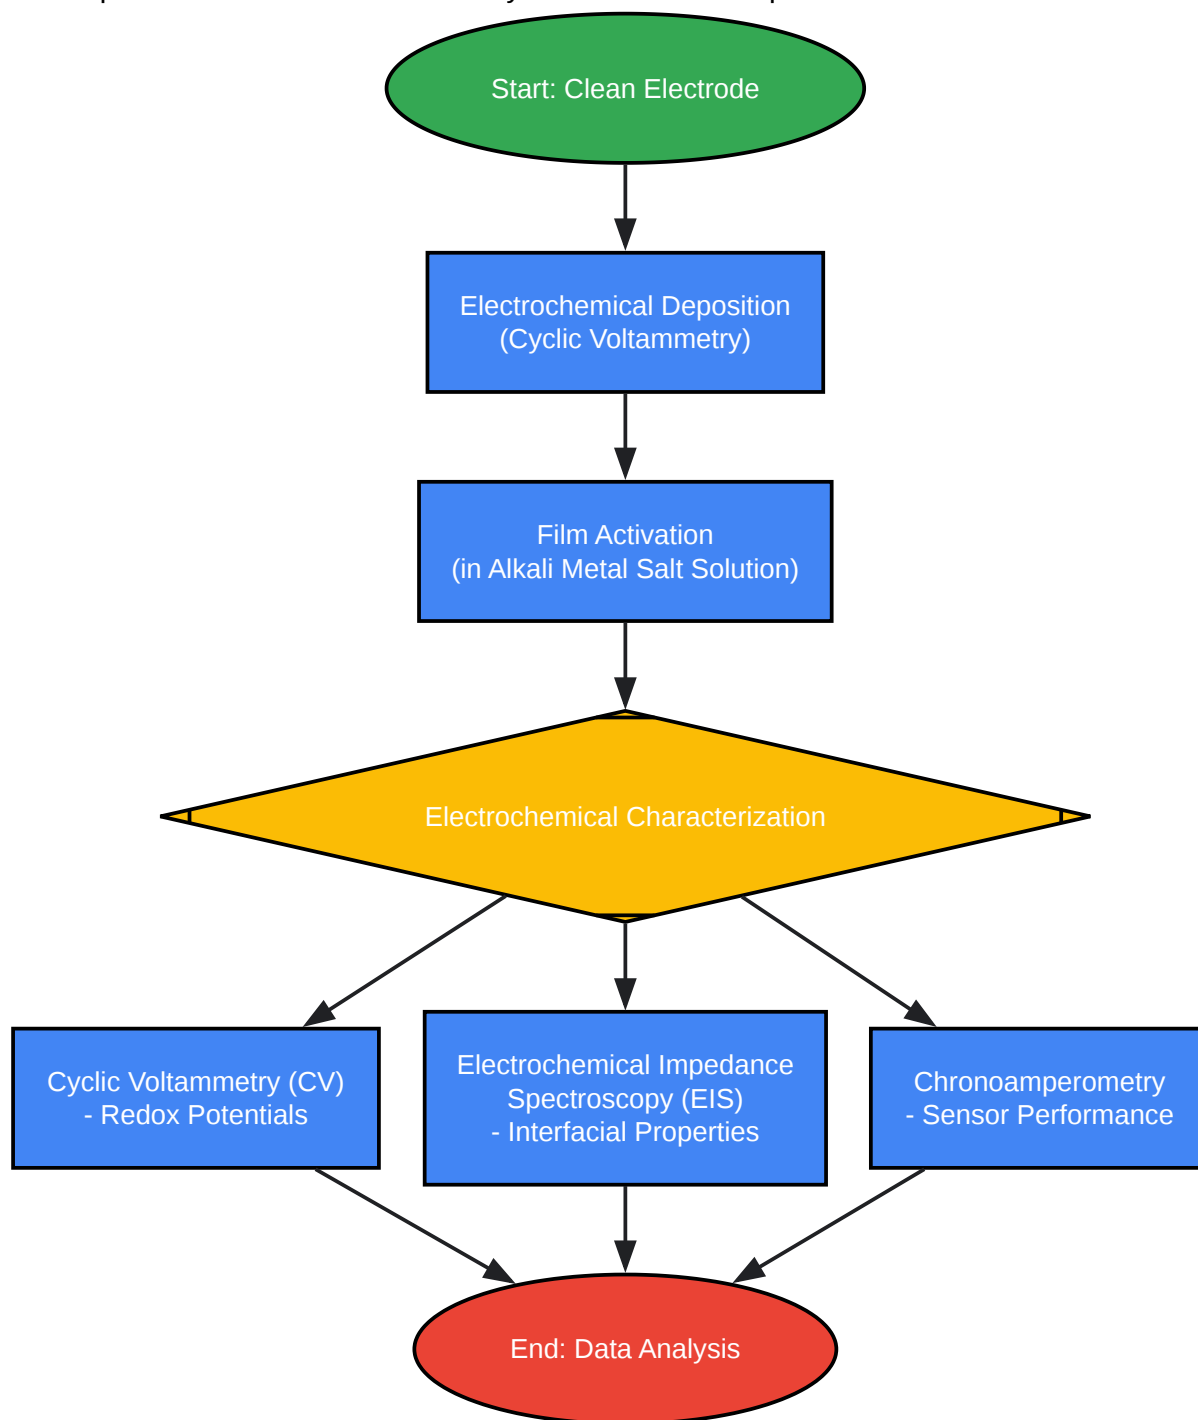 Start: Clean Electrode
Electrochemical Deposition
(Cyclic Voltammetry)
Film Activation
(in Alkali Metal Salt Solution)
Electrochemical Characterization
Cyclic Voltammetry (CV)
- Redox Potentials
Electrochemical Impedance
Spectroscopy (EIS)
- Interfacial Properties
Chronoamperometry
- Sensor Performance
End: Data Analysis